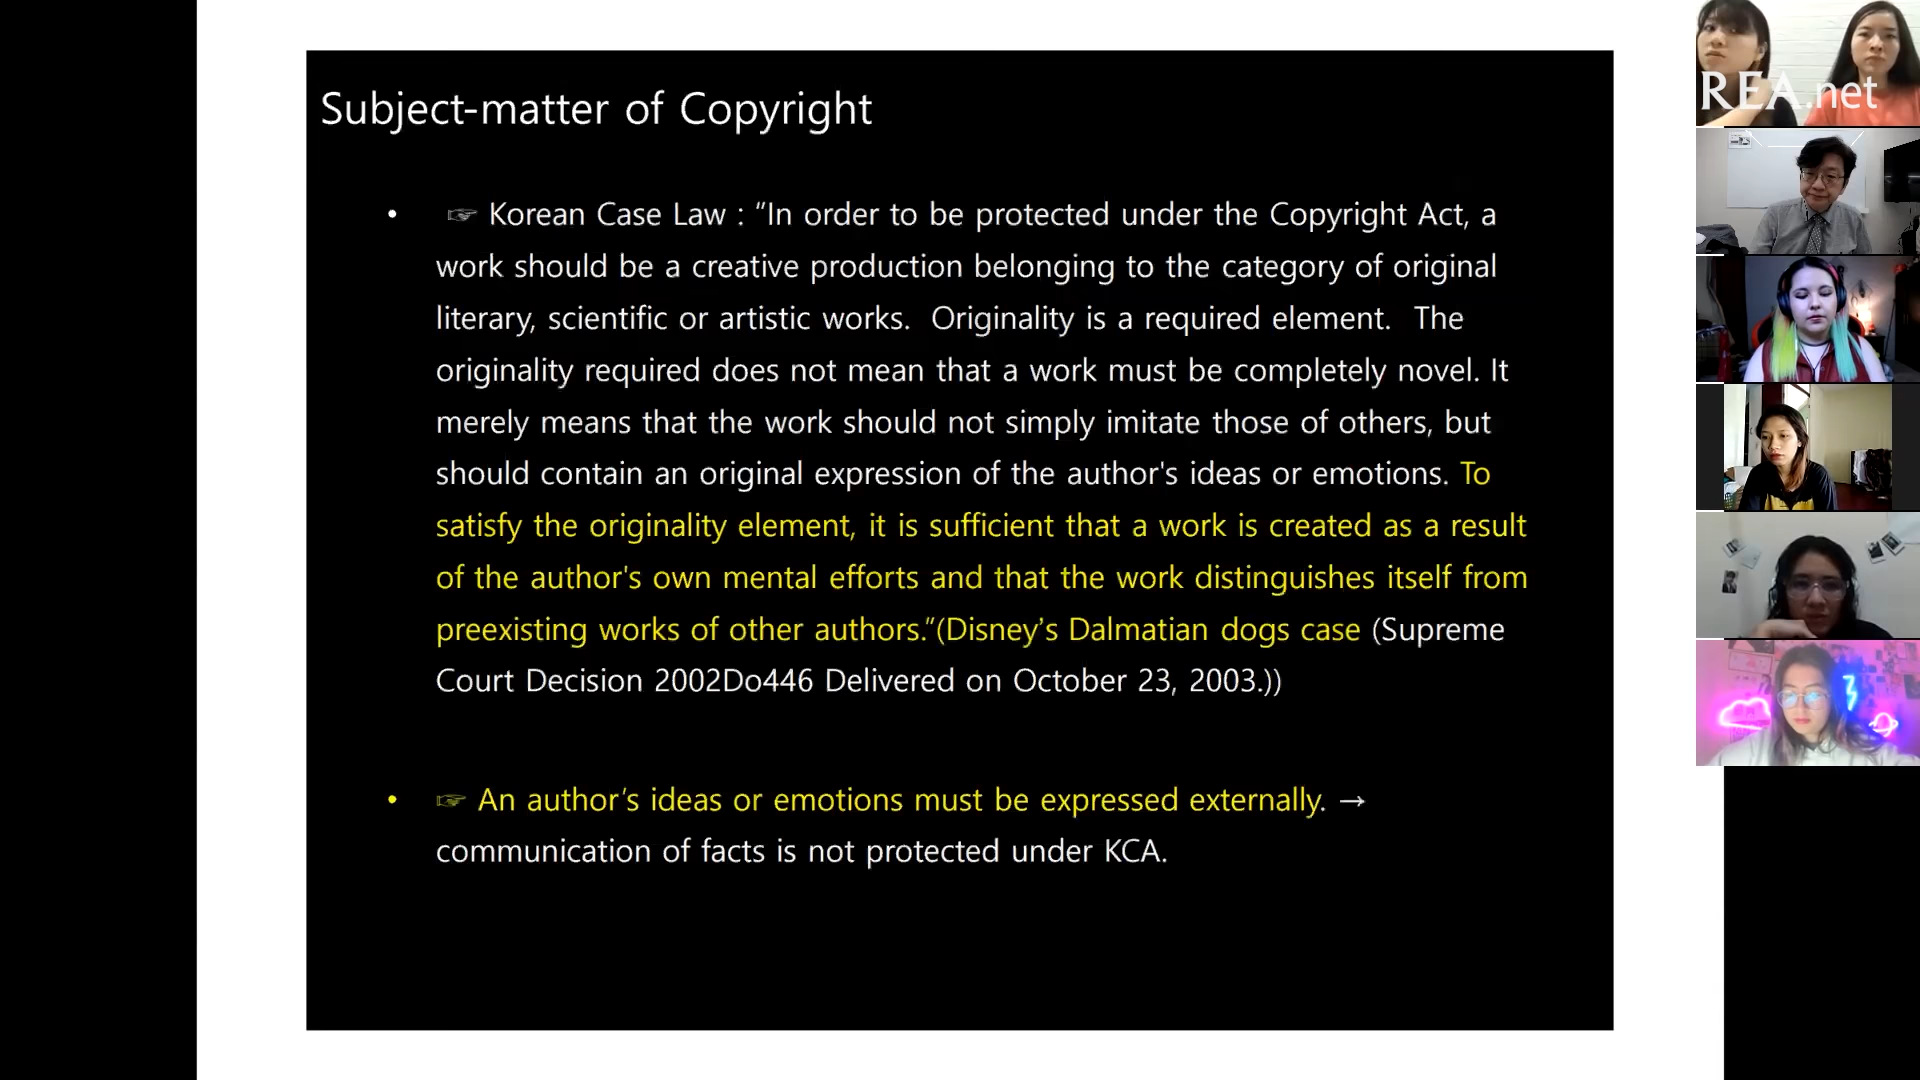 Subject-matter of Copyright
• ☞ Korean Case Law : “In order to be protected under the Copyright Act, a
work should be a creative production belonging to the category of original
literary, scientific or artistic works.  Originality is a required element.  The
originality required does not mean that a work must be completely novel. It
merely means that the work should not simply imitate those of others, but
should contain an original expression of the author's ideas or emotions. To
satisfy the originality element, it is sufficient that a work is created as a result
of the author's own mental efforts and that the work distinguishes itself from
preexisting works of other authors.”(Disney’s Dalmatian dogs case (Supreme
Court Decision 2002Do446 Delivered on October 23, 2003.))
• ☞ An author’s ideas or emotions must be expressed externally. →
communication of facts is not protected under KCA.
REA.net